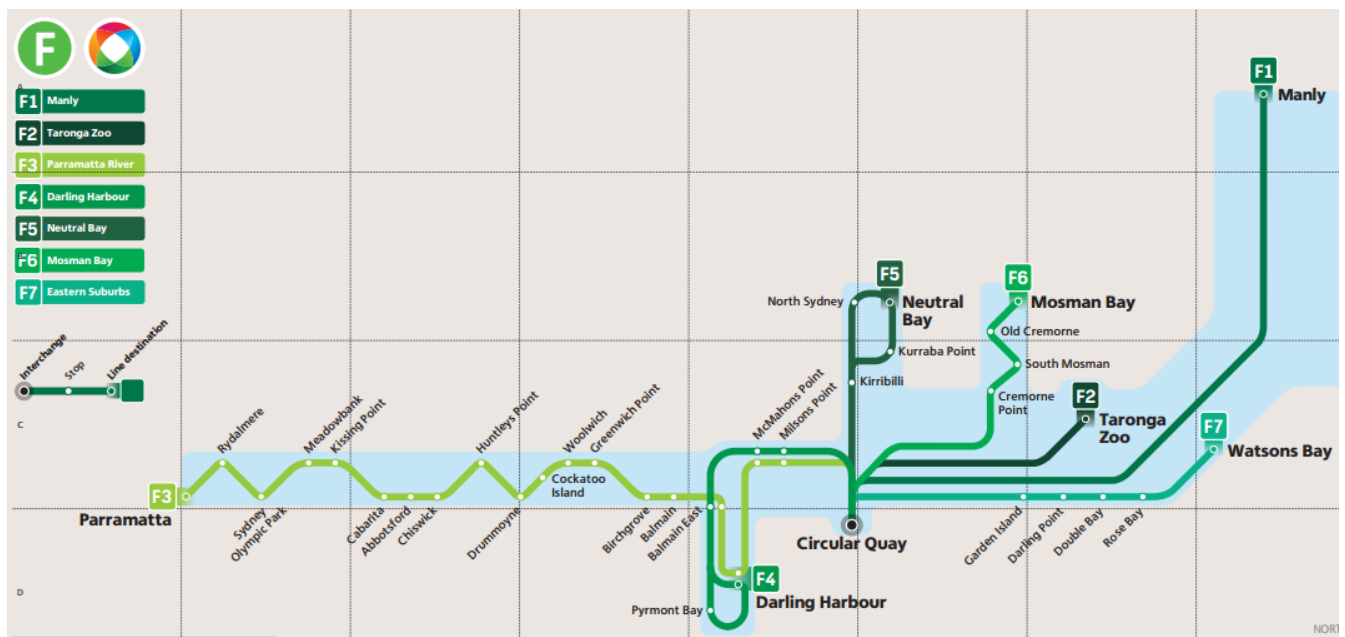 F
A
F1 Manly
F2 Taronga Zoo
F3 Parramatta River
F4 Darling Harbour
F5 Neutral Bay
F6 Mosman Bay
F7 Eastern Suburbs
Interchange
Stop
Line destination
F1
Manly
F5
Neutral
Bay
North Sydney
Kurraba Point
Kirribilli
F6
Mosman Bay
Old Cremorne
South Mosman
Cremorne
Point
F2
Taronga
Zoo
F7
Watsons Bay
C
F3
Parramatta
Rydalmere
Sydney
Olympic Park
Meadowbank
Kissing Point
Cabarita
Abbotsford
Chiswick
Huntleys Point
Drummoyne
Cockatoo
Island
Woolwich
Greenwich Point
Birchgrove
Balmain
Balmain East
McMahons Point
Milsons Point
Circular Quay
Garden Island
Darling Point
Double Bay
Rose Bay
F4
Darling Harbour
Pyrmont Bay
D
NORT